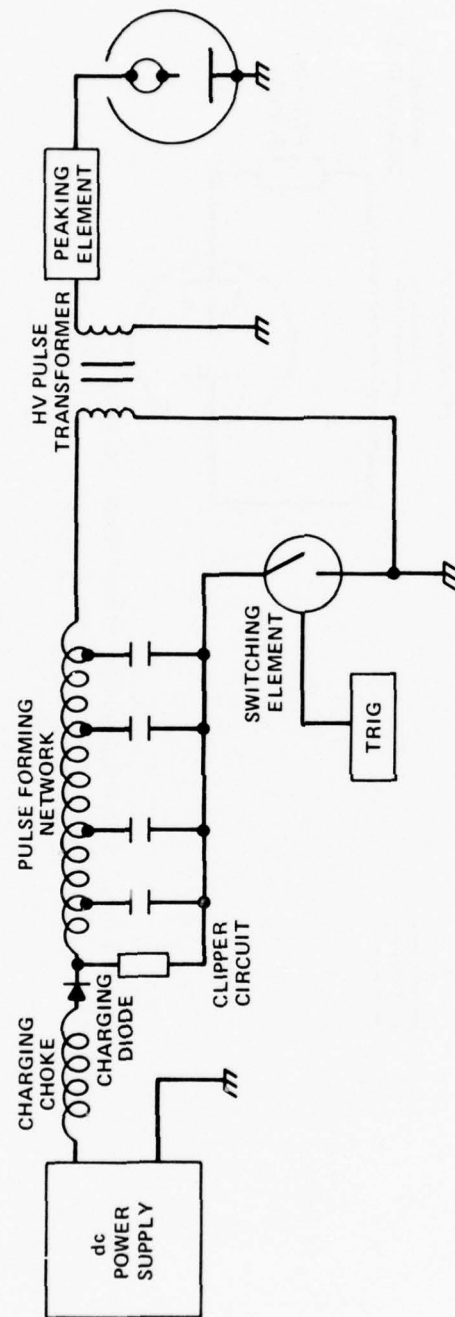 dc
POWER
SUPPLY
CHARGING
CHOKE
CHARGING
DIODE
PULSE FORMING
NETWORK
CLIPPER
CIRCUIT
SWITCHING
ELEMENT
TRIG
HV PULSE
TRANSFORMER
PEAKING
ELEMENT